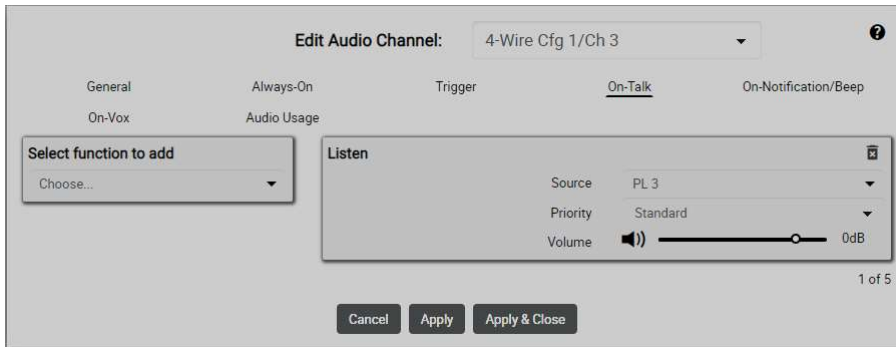 Edit Audio Channel: 4-Wire Cfg 1/Ch 3
General Always-On Trigger On-Talk On-Notification/Beep
On-Vox Audio Usage
Select function to add
Choose...
Listen
Source PL 3
Priority Standard
Volume 0dB
1 of 5
Cancel Apply Apply & Close